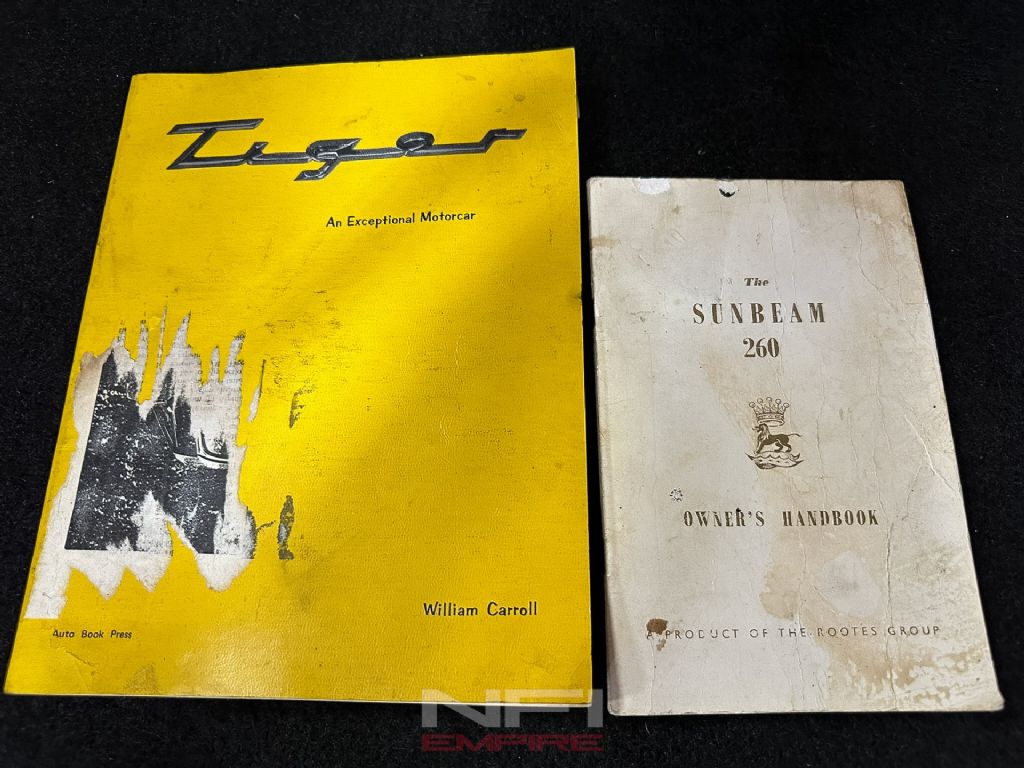 Tiger
An Exceptional Motorcar
William Carroll
Auto Book Press
The
SUNBEAM
260
OWNER'S HANDBOOK
A PRODUCT OF THE ROOTES GROUP
NFI
EMPIRE